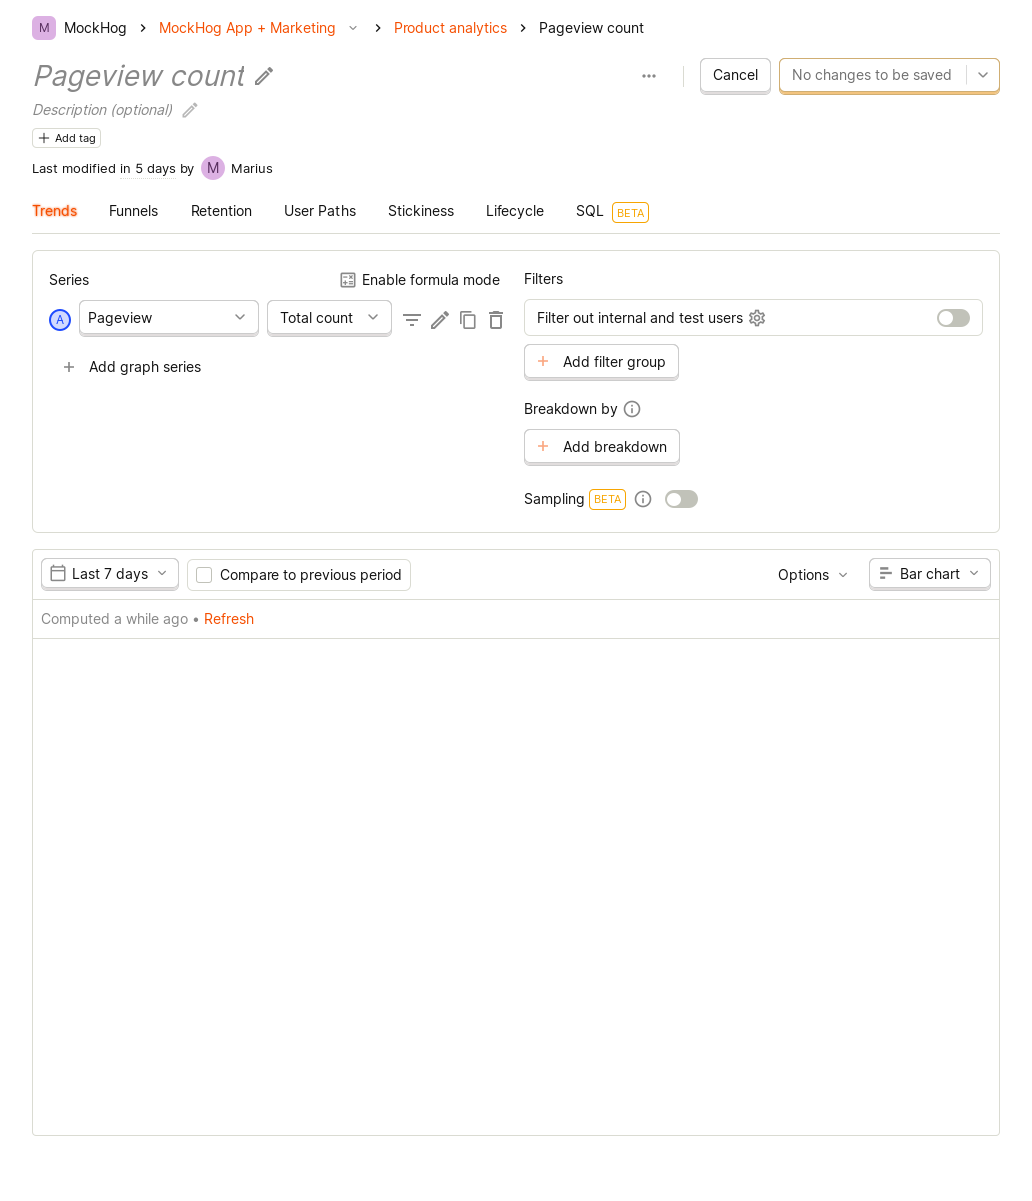 M MockHog MockHog App + Marketing Product analytics Pageview count
Pageview count
Cancel No changes to be saved
Description (optional)
Add tag
Last modified in 5 days by M Marius
Trends Funnels Retention User Paths Stickiness Lifecycle SQL BETA
Series Enable formula mode
A Pageview Total count
Add graph series
Filters
Filter out internal and test users
Add filter group
Breakdown by
Add breakdown
Sampling BETA
Last 7 days Compare to previous period Options Bar chart
Computed a while ago • Refresh